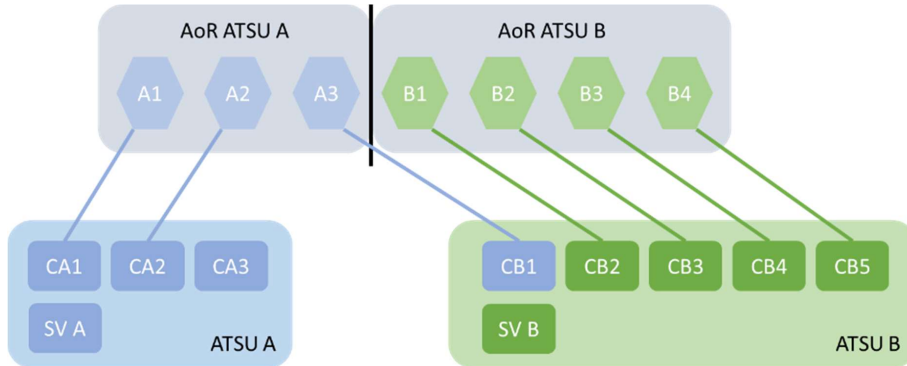 AoR ATSU A
AoR ATSU B
A1 A2 A3 B1 B2 B3 B4
CA1 CA2 CA3
SV A
ATSU A
CB1 CB2 CB3 CB4 CB5
SV B
ATSU B